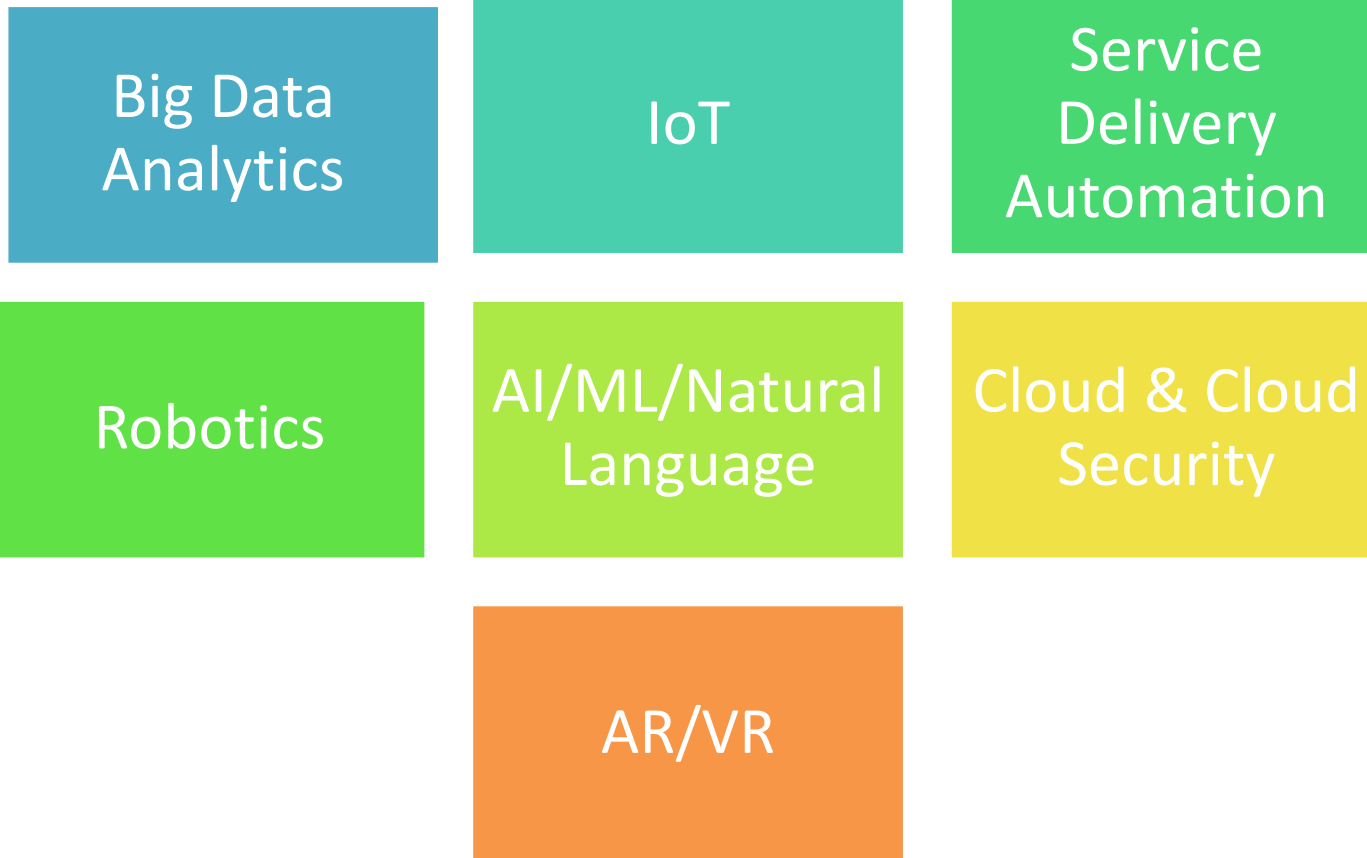 Big Data
Analytics
IoT
Service
Delivery
Automation
Robotics
AI/ML/Natural
Language
Cloud & Cloud
Security
AR/VR